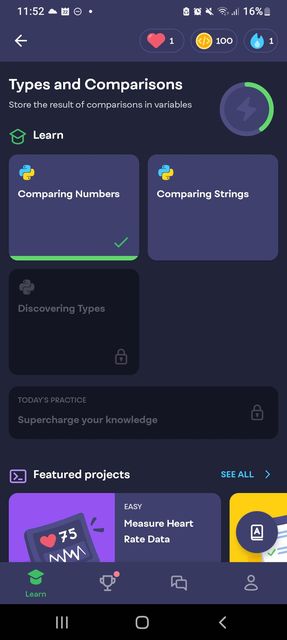 11:52
16%
1
100
1
Types and Comparisons
Store the result of comparisons in variables
Learn
Comparing Numbers
Comparing Strings
Discovering Types
TODAY'S PRACTICE
Supercharge your knowledge
Featured projects
SEE ALL
75
EASY
Measure Heart
Rate Data
A
Learn